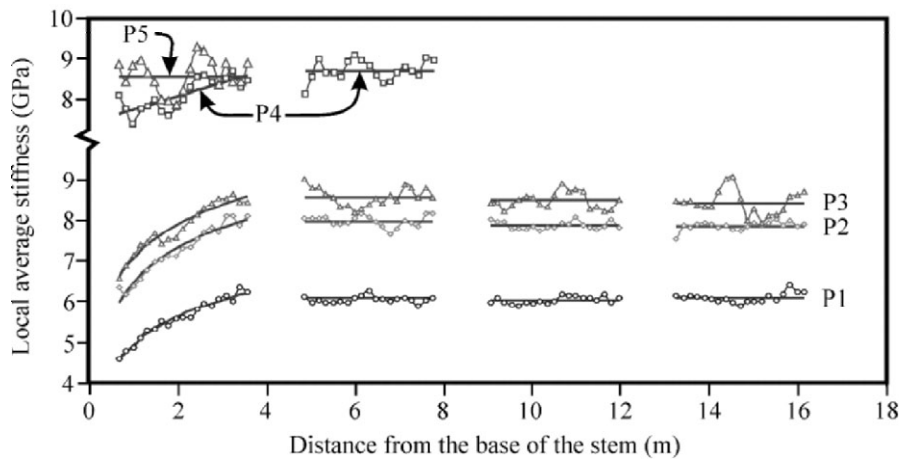 10
9
8
9
8
7
6
5
4
P5
P4
P3
P2
P1
Local average stiffness (GPa)
0 2 4 6 8 10 12 14 16 18
Distance from the base of the stem (m)